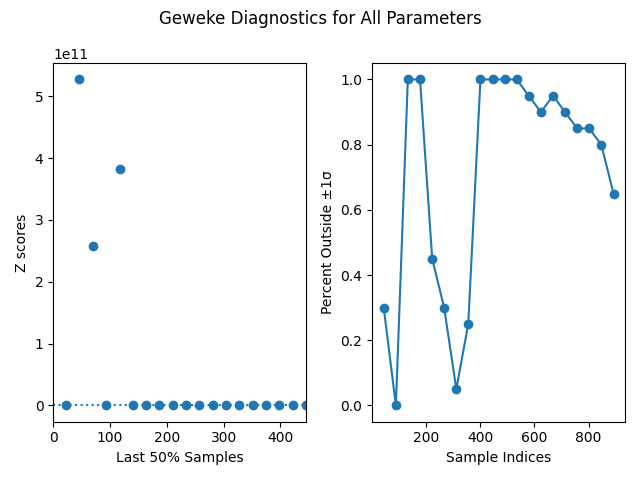 Geweke Diagnostics for All Parameters
1e11
5
4
3
2
1
0
Z scores
0 100 200 300 400
Last 50% Samples
1.0
0.8
0.6
0.4
0.2
0.0
Percent Outside ±1σ
200 400 600 800
Sample Indices